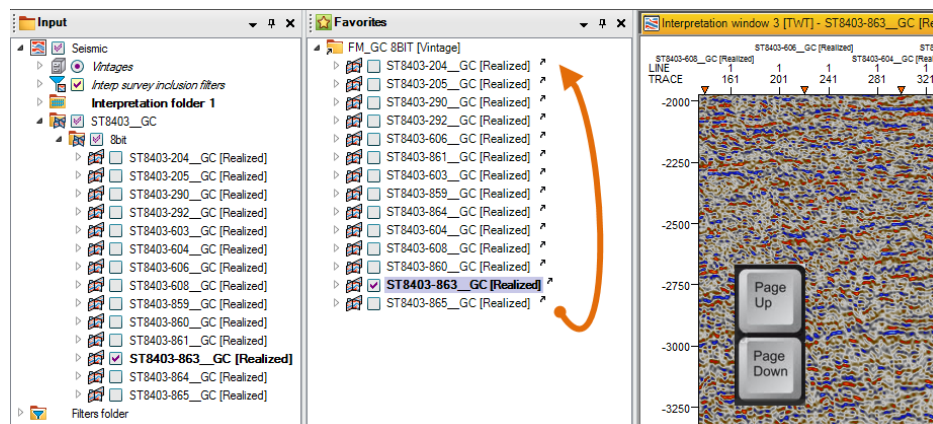 Input
Seismic
Vintages
Interp survey inclusion filters
Interpretation folder 1
ST8403__GC
8bit
ST8403-204__GC [Realized]
ST8403-205__GC [Realized]
ST8403-290__GC [Realized]
ST8403-292__GC [Realized]
ST8403-603__GC [Realized]
ST8403-604__GC [Realized]
ST8403-606__GC [Realized]
ST8403-608__GC [Realized]
ST8403-859__GC [Realized]
ST8403-860__GC [Realized]
ST8403-861__GC [Realized]
ST8403-863__GC [Realized]
ST8403-864__GC [Realized]
ST8403-865__GC [Realized]
Filters folder
Favorites
FM_GC 8BIT [Vintage]
ST8403-204__GC [Realized]
ST8403-205__GC [Realized]
ST8403-290__GC [Realized]
ST8403-292__GC [Realized]
ST8403-606__GC [Realized]
ST8403-861__GC [Realized]
ST8403-603__GC [Realized]
ST8403-859__GC [Realized]
ST8403-864__GC [Realized]
ST8403-604__GC [Realized]
ST8403-608__GC [Realized]
ST8403-860__GC [Realized]
ST8403-863__GC [Realized]
ST8403-865__GC [Realized]
Interpretation window 3 [TWT] - ST8403-863__GC [Re
ST8403-606__GC [Realized] ST8
ST8403-608__GC [Realized] ST8403-604__GC [Real
LINE 1 1 1 1 1
TRACE 161 201 241 281 321
-2000
-2250
-2500
-2750
-3000
-3250
Page
Up
Page
Down